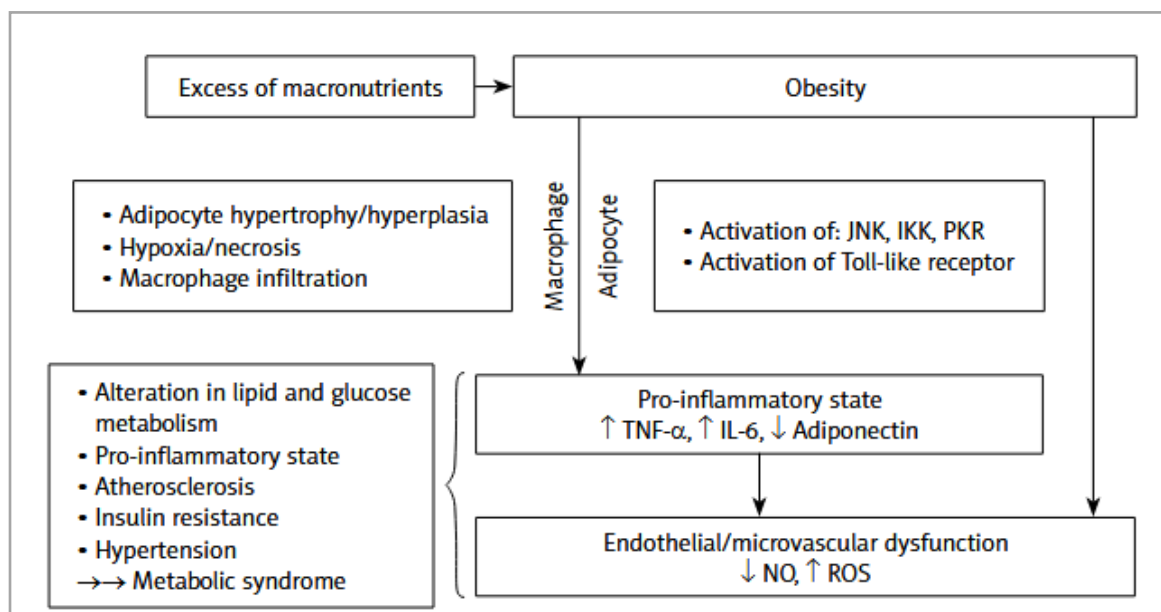 Excess of macronutrients
Obesity
• Adipocyte hypertrophy/hyperplasia
• Hypoxia/necrosis
• Macrophage infiltration
Macrophage
Adipocyte
• Activation of: JNK, IKK, PKR
• Activation of Toll-like receptor
• Alteration in lipid and glucose
metabolism
• Pro-inflammatory state
• Atherosclerosis
• Insulin resistance
• Hypertension
→→ Metabolic syndrome
Pro-inflammatory state
↑ TNF-α, ↑ IL-6, ↓ Adiponectin
Endothelial/microvascular dysfunction
↓ NO, ↑ ROS